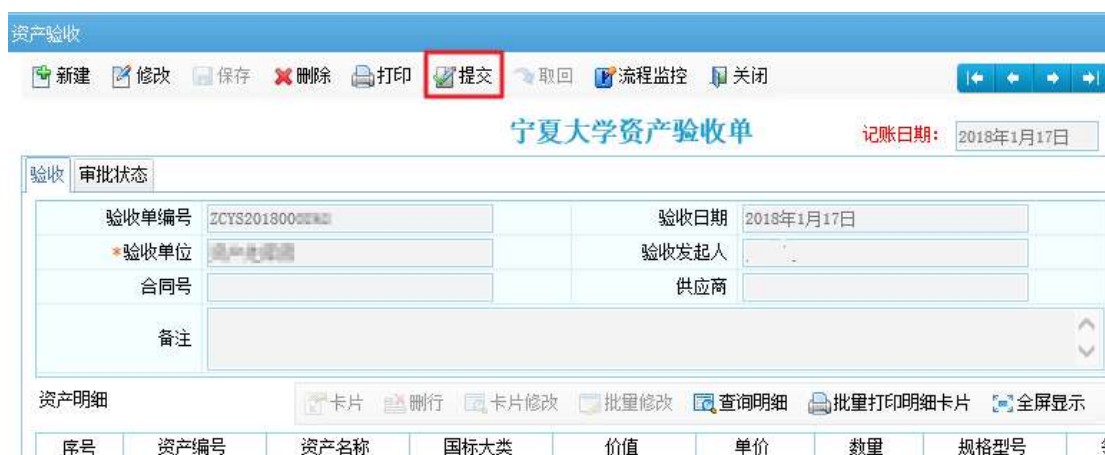 资产验收
新建 修改 保存 删除 打印 提交 取回 流程监控 关闭
宁夏大学资产验收单 记账日期: 2018年1月17日
验收 审批状态
验收单编号 ZCYS2018000 验收日期 2018年1月17日
*验收单位 验收发起人
合同号 供应商
备注
资产明细 卡片 删行 卡片修改 批量修改 查询明细 批量打印明细卡片 全屏显示
序号 资产编号 资产名称 国标大类 价值 单价 数量 规格型号